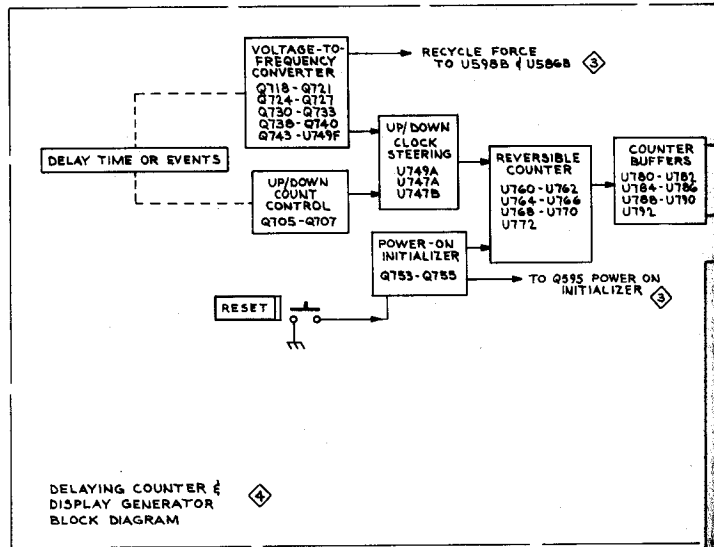 VOLTAGE-TO-
FREQUENCY
CONVERTER
Q718-Q721
Q724-Q727
Q730-Q733
Q738-Q740
Q743-U749F
RECYCLE FORCE
TO U598B & U586B 3
DELAY TIME OR EVENTS
UP/DOWN
COUNT
CONTROL
Q705-Q707
UP/DOWN
CLOCK
STEERING
U749A
U747A
U747B
REVERSIBLE
COUNTER
U760-U762
U764-U766
U768-U770
U772
COUNTER
BUFFERS
U780-U782
U784-U786
U788-U790
U792
POWER-ON
INITIALIZER
Q753-Q755
TO Q595 POWER ON
INITIALIZER 3
RESET
DELAYING COUNTER &
DISPLAY GENERATOR
BLOCK DIAGRAM
4